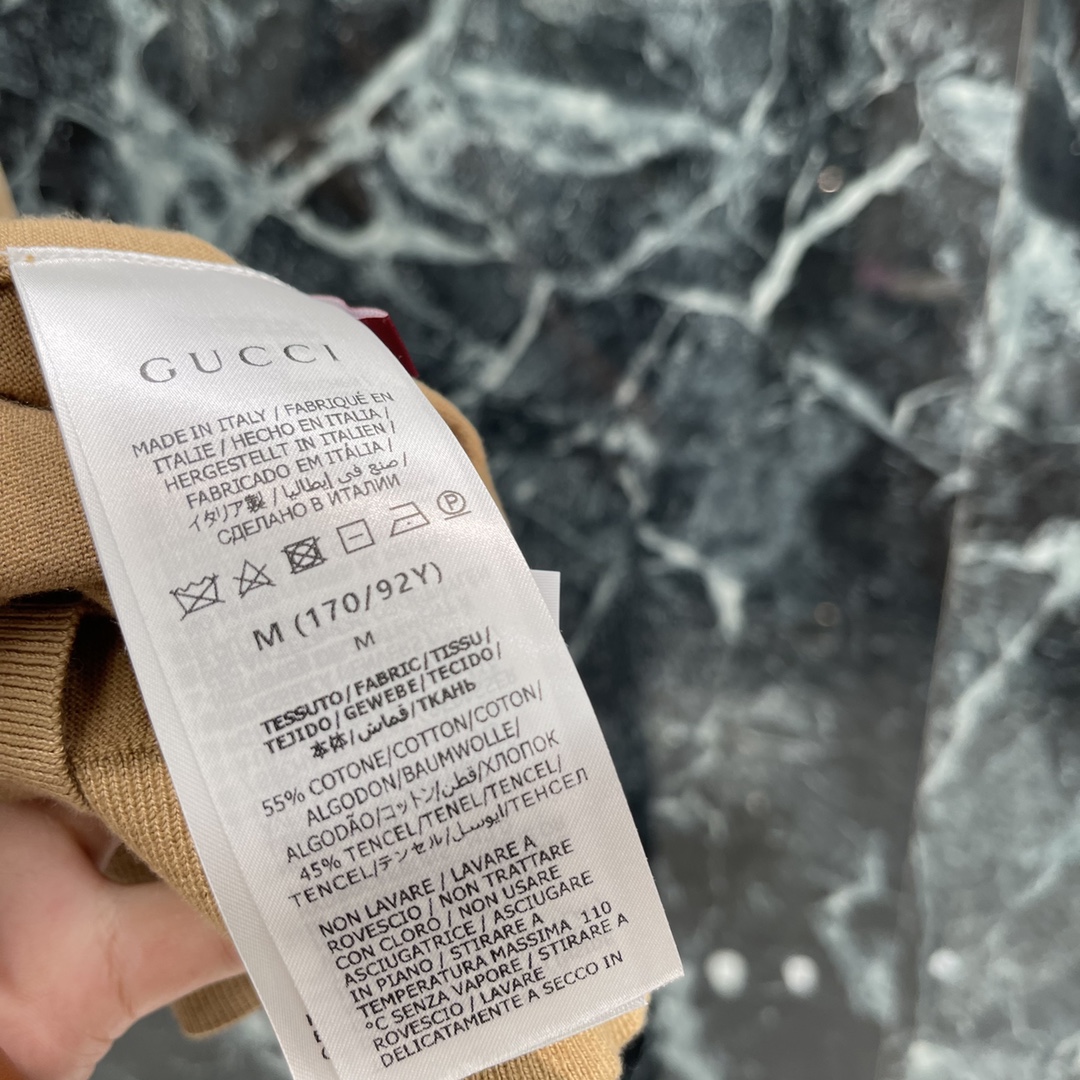 GUCCI
MADE IN ITALY / FABRIQUÉ EN
ITALIE / HECHO EN ITALIA /
HERGESTELLT IN ITALIEN /
FABRICADO EM ITÀLIA /
イタリア製 / صنع في إيطاليا /
СДЕЛАНО В ИТАЛИИ
P
M (170/92Y)
M
TESSUTO/FABRIC/TISSU/
TEJIDO/GEWEBE/TECIDO/
本体/قماش/ТКАНЬ
55% COTONE/COTTON/COTON/
ALGODON/BAUMWOLLE/
ALGODÃO/コットン/قطن/ХЛОПОК
45% TENCEL/TENEL/TENCEL/
TENCEL/テンセル/ايوسل/ТЕНСЕЛ
NON LAVARE / LAVARE A
ROVESCIO / NON TRATTARE
CON CLORO / NON USARE
ASCIUGATRICE / ASCIUGARE
IN PIANO / STIRARE A
TEMPERATURA MASSIMA 110
°C SENZA VAPORE / STIRARE A
ROVESCIO / LAVARE
DELICATAMENTE A SECCO IN